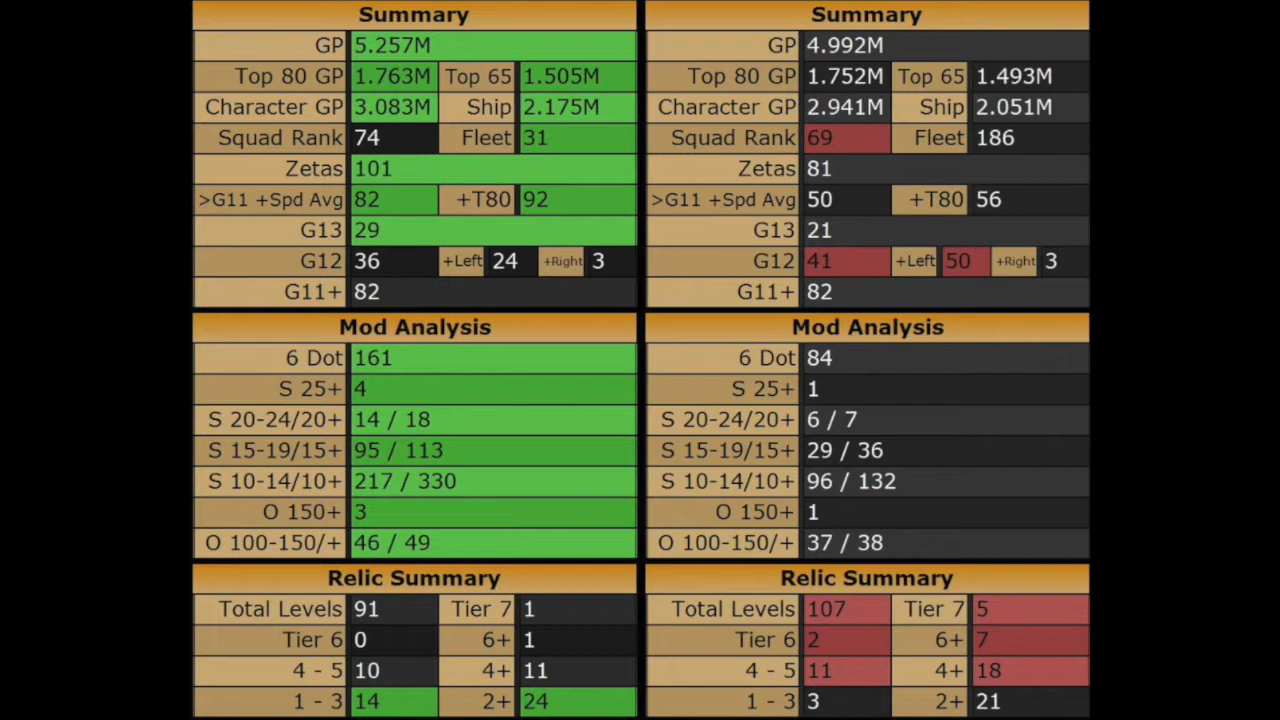 Summary
GP 5.257M
Top 80 GP 1.763M Top 65 1.505M
Character GP 3.083M Ship 2.175M
Squad Rank 74 Fleet 31
Zetas 101
>G11 +Spd Avg 82 +T80 92
G13 29
G12 36 +Left 24 +Right 3
G11+ 82
Mod Analysis
6 Dot 161
S 25+ 4
S 20-24/20+ 14 / 18
S 15-19/15+ 95 / 113
S 10-14/10+ 217 / 330
O 150+ 3
O 100-150/+ 46 / 49
Relic Summary
Total Levels 91 Tier 7 1
Tier 6 0 6+ 1
4 - 5 10 4+ 11
1 - 3 14 2+ 24
Summary
GP 4.992M
Top 80 GP 1.752M Top 65 1.493M
Character GP 2.941M Ship 2.051M
Squad Rank 69 Fleet 186
Zetas 81
>G11 +Spd Avg 50 +T80 56
G13 21
G12 41 +Left 50 +Right 3
G11+ 82
Mod Analysis
6 Dot 84
S 25+ 1
S 20-24/20+ 6 / 7
S 15-19/15+ 29 / 36
S 10-14/10+ 96 / 132
O 150+ 1
O 100-150/+ 37 / 38
Relic Summary
Total Levels 107 Tier 7 5
Tier 6 2 6+ 7
4 - 5 11 4+ 18
1 - 3 3 2+ 21